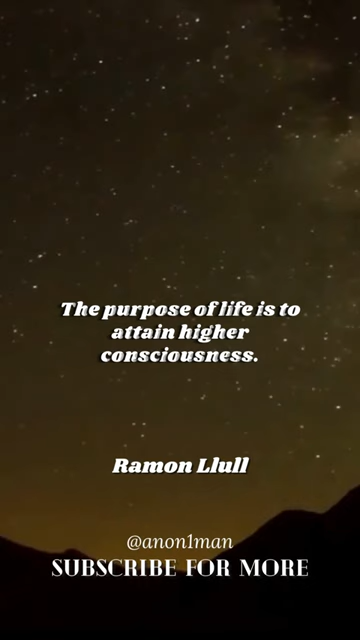 The purpose of life is to
attain higher
consciousness.
Ramon Llull
@anon1man
SUBSCRIBE FOR MORE